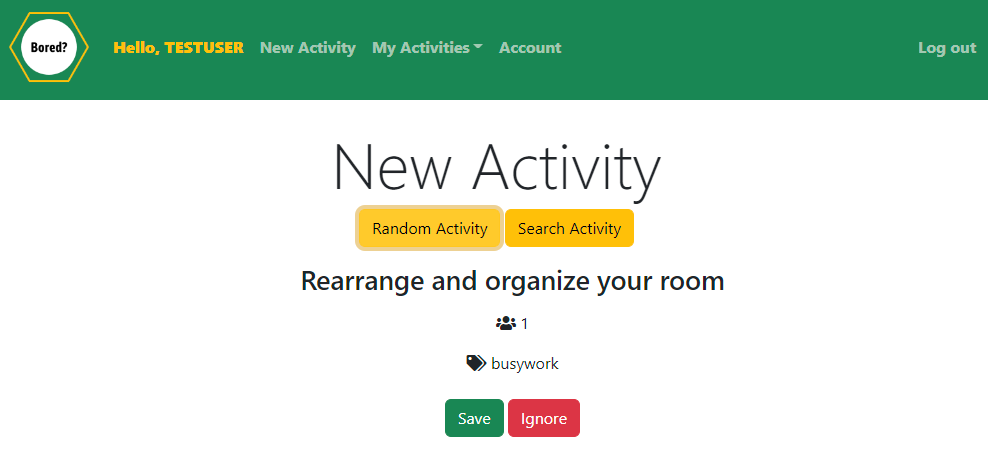 Bored?
Hello, TESTUSER New Activity My Activities Account Log out
New Activity
Random Activity Search Activity
Rearrange and organize your room
1
busywork
Save Ignore